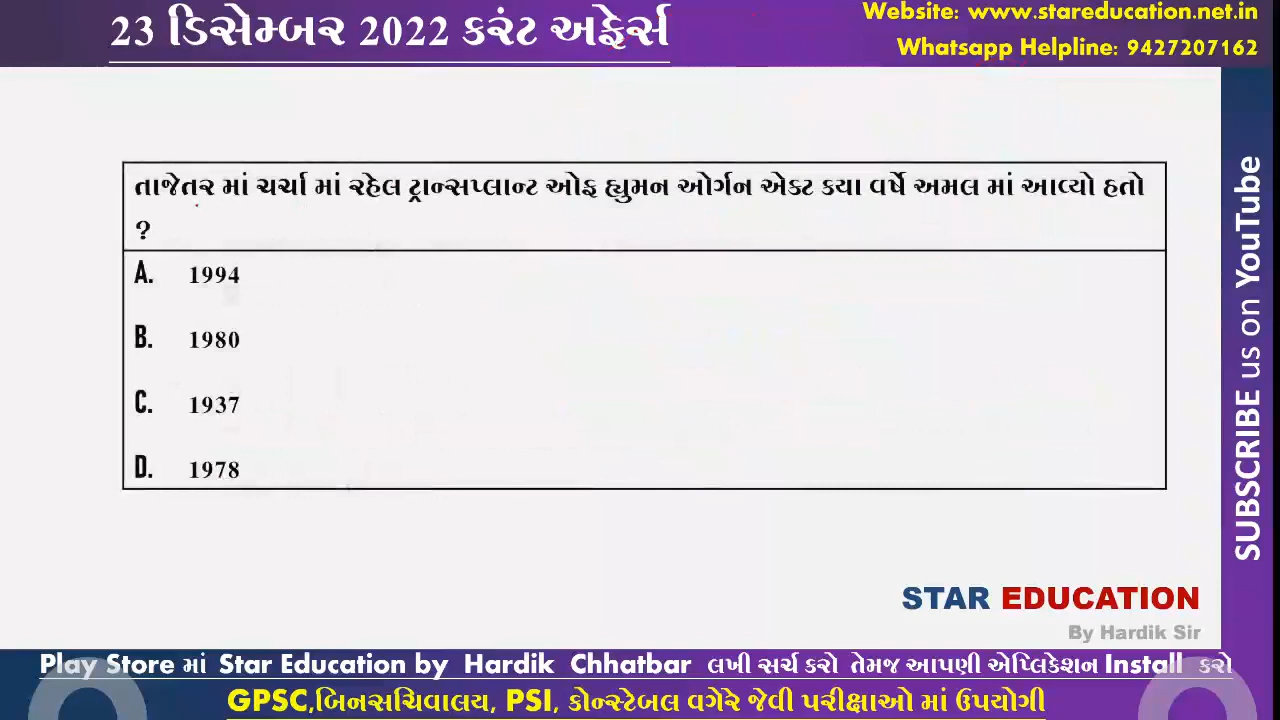 23 ડિસેમ્બર 2022 કરંટ અફેર્સ
Website: www.stareducation.net.in
Whatsapp Helpline: 9427207162
તાજેતર માં ચર્ચા માં રહેલ ટ્રાન્સપ્લાન્ટ ઓફ હ્યુમન ઓર્ગન એક્ટ કયા વર્ષે અમલ માં આવ્યો હતો
?
A. 1994
B. 1980
C. 1937
D. 1978
SUBSCRIBE us on YouTube
STAR EDUCATION
By Hardik Sir
Play Store માં Star Education by Hardik Chhatbar લખી સર્ચ કરો તેમજ આપણી એપ્લિકેશન Install કરો
GPSC,બિનસચિવાલય, PSI, કોન્સ્ટેબલ વગેરે જેવી પરીક્ષાઓ માં ઉપયોગી